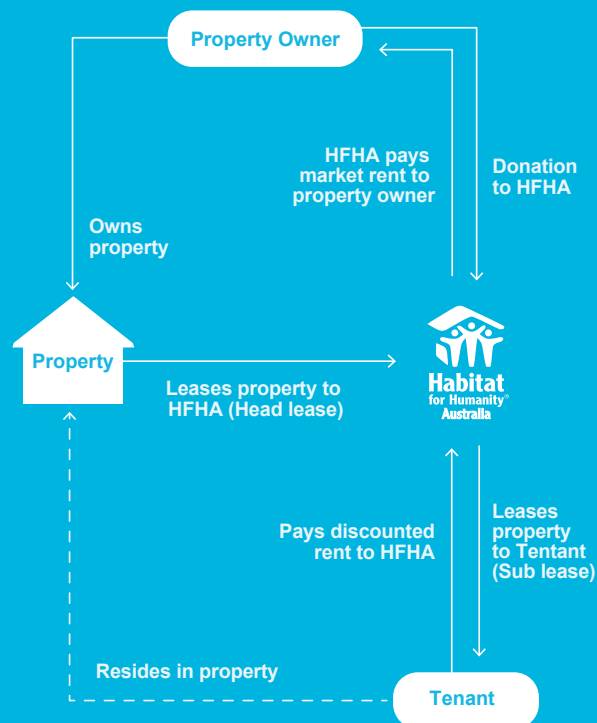 Property Owner
HFHA pays
market rent to
property owner
Donation
to HFHA
Owns
property
Property
Leases property to
HFHA (Head lease)
Habitat
for Humanity®
Australia
Pays discounted
rent to HFHA
Leases
property
to Tentant
(Sub lease)
Resides in property
Tenant